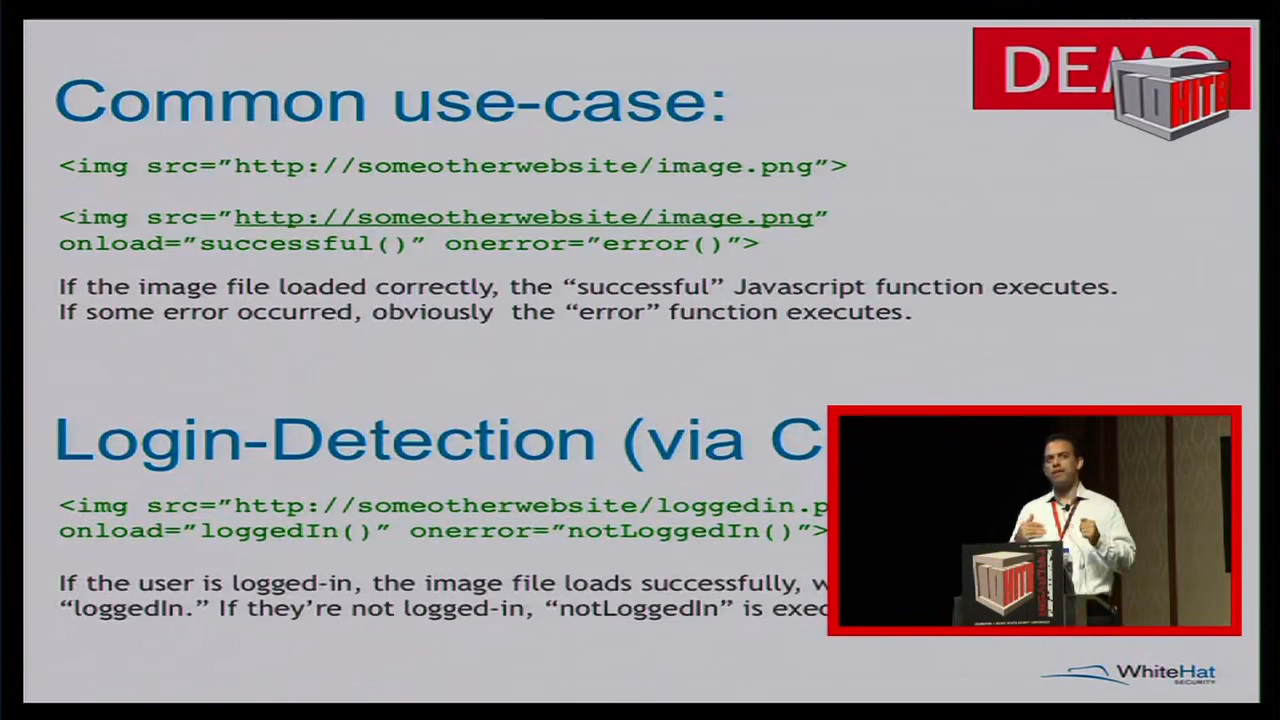 DEMO
10 HITB
Common use-case:
<img src=”http://someotherwebsite/image.png”>
<img src=”http://someotherwebsite/image.png”
onload=”successful()” onerror=”error()”>
If the image file loaded correctly, the “successful” Javascript function executes.
If some error occurred, obviously the “error” function executes.
Login-Detection (via C
<img src=”http://someotherwebsite/loggedin.p
onload=”loggedIn()” onerror=”notLoggedIn()”>
If the user is logged-in, the image file loads successfully, w
“loggedIn.” If they’re not logged-in, “notLoggedIn” is exec
WhiteHat
SECURITY